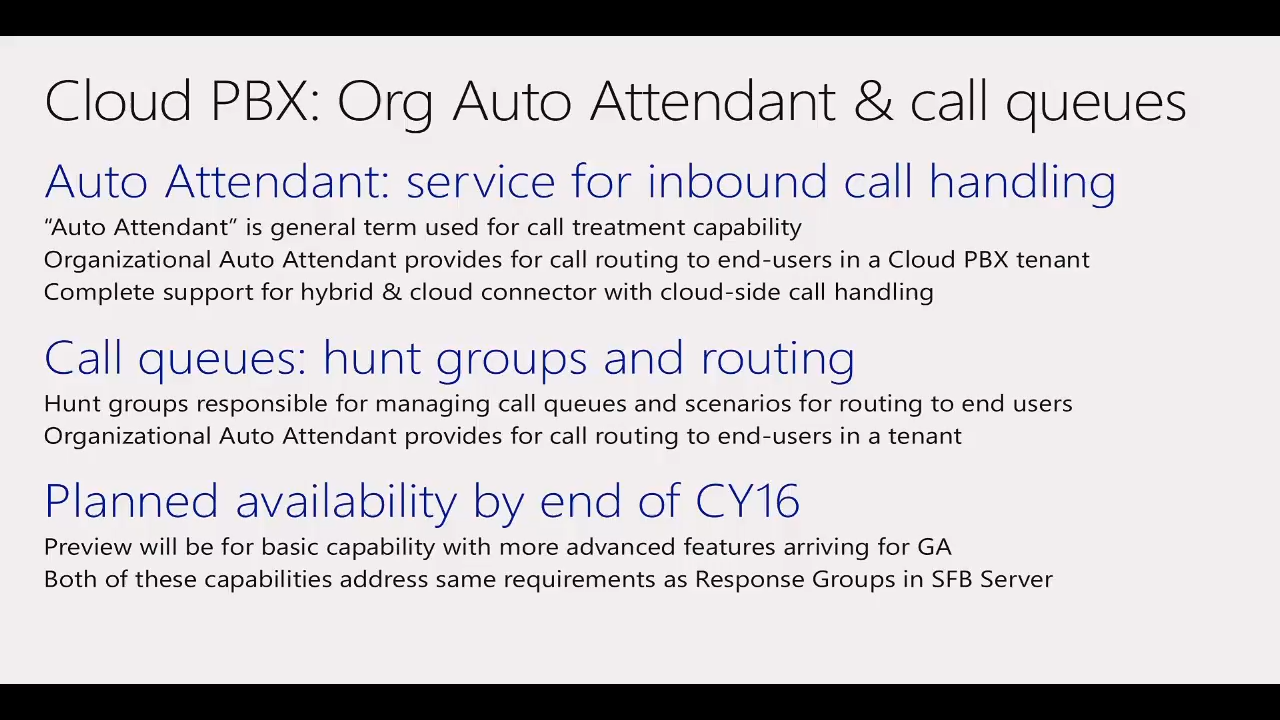 Cloud PBX: Org Auto Attendant & call queues
Auto Attendant: service for inbound call handling
“Auto Attendant” is general term used for call treatment capability
Organizational Auto Attendant provides for call routing to end-users in a Cloud PBX tenant
Complete support for hybrid & cloud connector with cloud-side call handling
Call queues: hunt groups and routing
Hunt groups responsible for managing call queues and scenarios for routing to end users
Organizational Auto Attendant provides for call routing to end-users in a tenant
Planned availability by end of CY16
Preview will be for basic capability with more advanced features arriving for GA
Both of these capabilities address same requirements as Response Groups in SFB Server